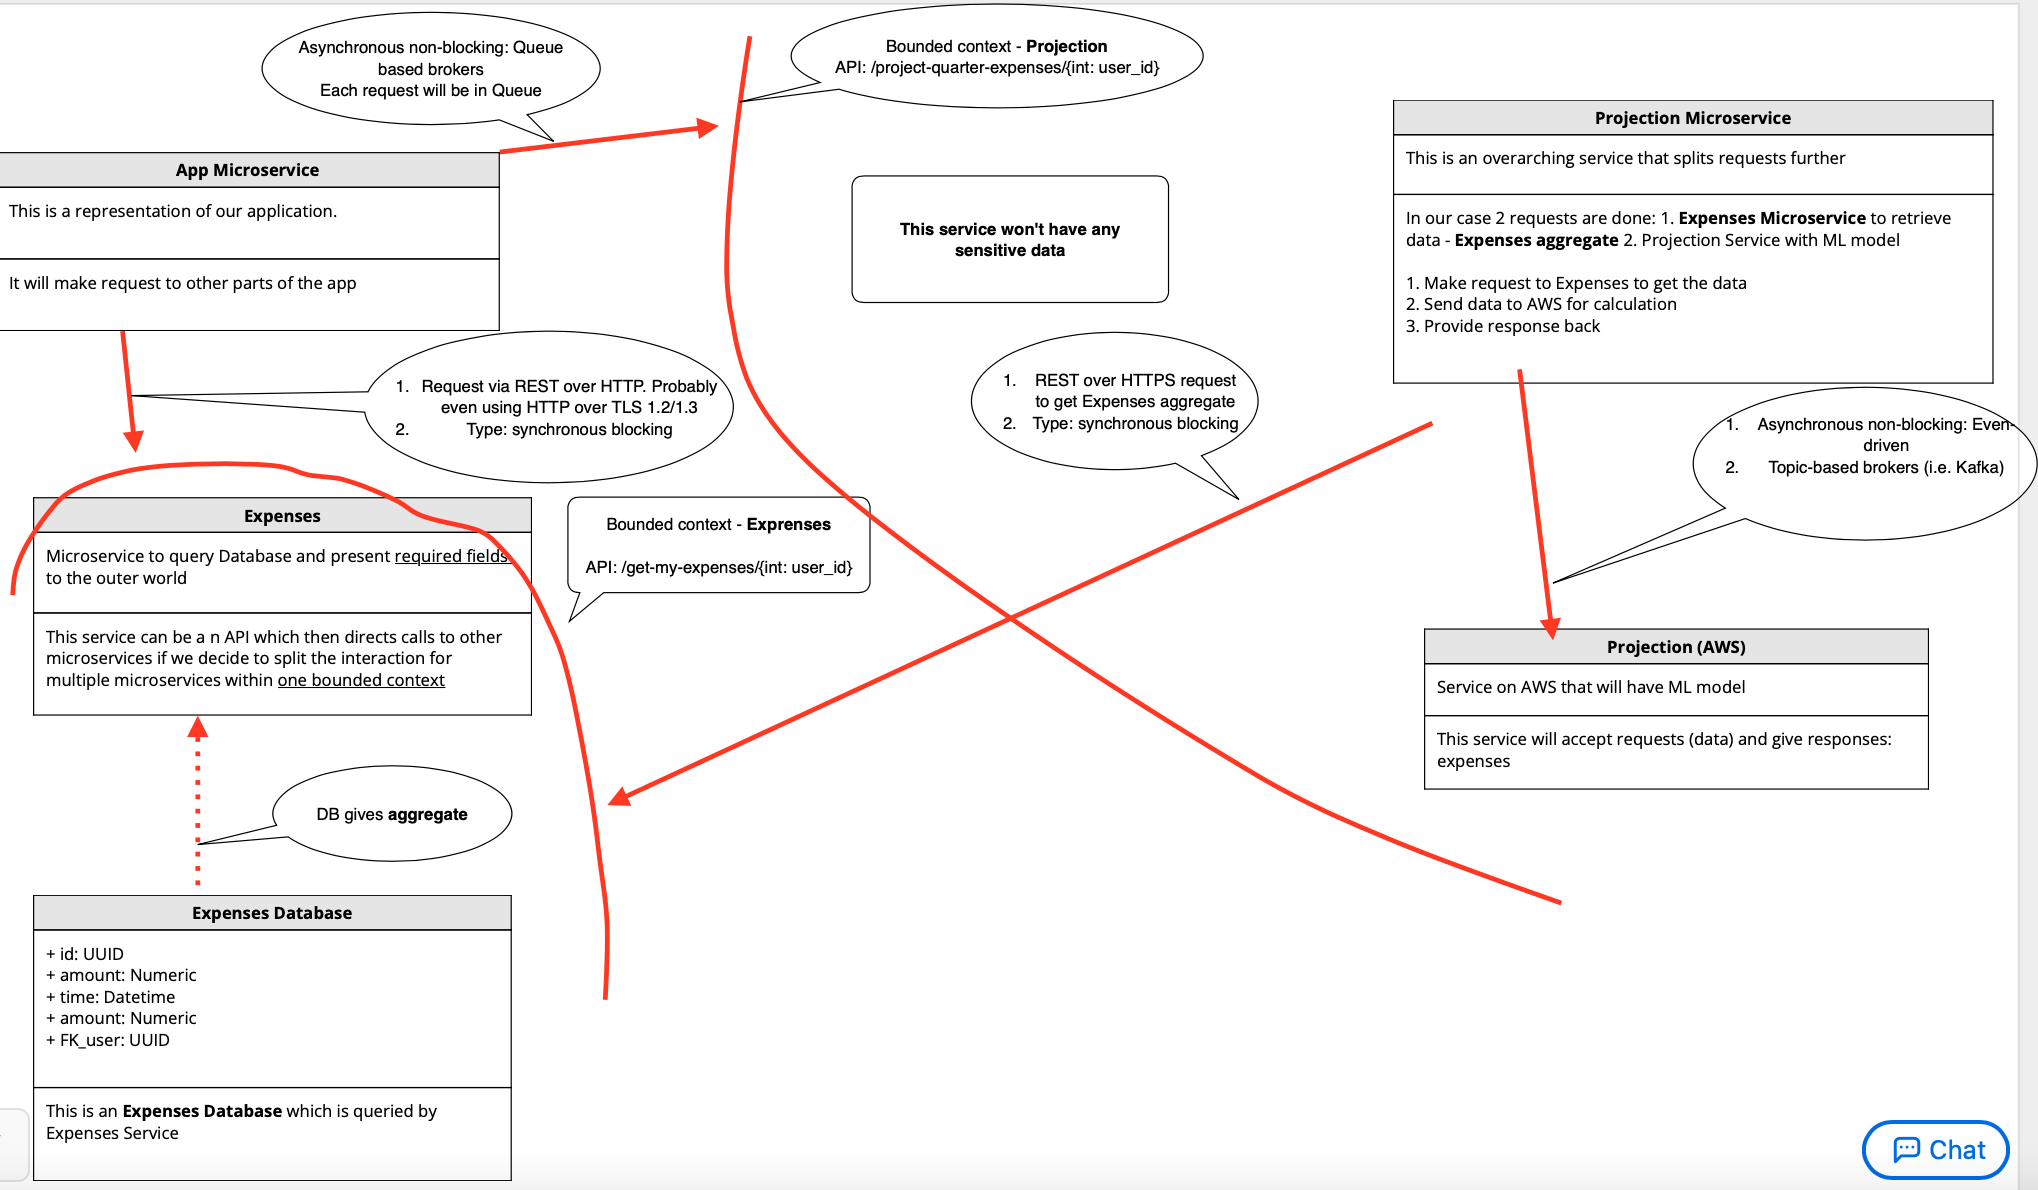 Asynchronous non-blocking: Queue
based brokers
Each request will be in Queue
Bounded context - Projection
API: /project-quarter-expenses/{int: user_id}
App Microservice
This is a representation of our application.
It will make request to other parts of the app
This service won't have any
sensitive data
Projection Microservice
This is an overarching service that splits requests further
In our case 2 requests are done: 1. Expenses Microservice to retrieve
data - Expenses aggregate 2. Projection Service with ML model
1. Make request to Expenses to get the data
2. Send data to AWS for calculation
3. Provide response back
1. Request via REST over HTTP. Probably
even using HTTP over TLS 1.2/1.3
2. Type: synchronous blocking
1. REST over HTTPS request
to get Expenses aggregate
2. Type: synchronous blocking
1. Asynchronous non-blocking: Even-
driven
2. Topic-based brokers (i.e. Kafka)
Expenses
Microservice to query Database and present required fields
to the outer world
This service can be a n API which then directs calls to other
microservices if we decide to split the interaction for
multiple microservices within one bounded context
Bounded context - Exprenses
API: /get-my-expenses/{int: user_id}
Projection (AWS)
Service on AWS that will have ML model
This service will accept requests (data) and give responses:
expenses
DB gives aggregate
Expenses Database
+ id: UUID
+ amount: Numeric
+ time: Datetime
+ amount: Numeric
+ FK_user: UUID
This is an Expenses Database which is queried by
Expenses Service
Chat